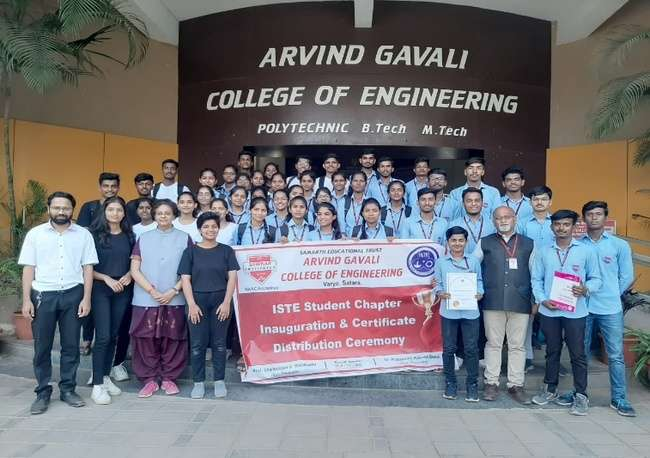 ARVIND GAVALI
COLLEGE OF ENGINEERING
POLYTECHNIC B.Tech M.Tech
SAMARTH EDUCATIONAL TRUST
ARVIND GAVALI
COLLEGE OF ENGINEERING
Varye, Satara.
ISTE Student Chapter
Inauguration & Certificate
Distribution Ceremony